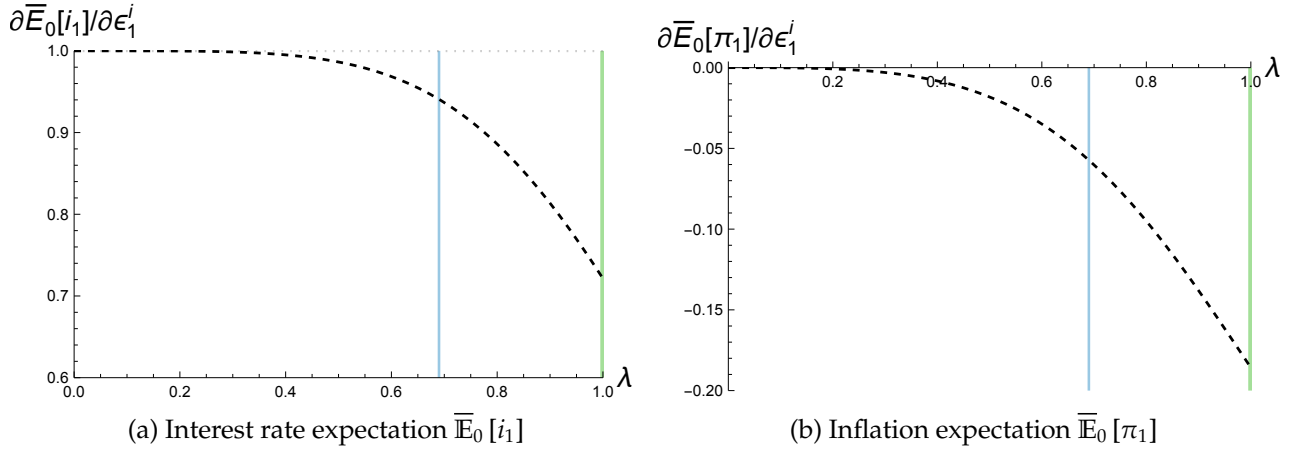 ∂E̅₀[i₁]/∂ϵ₁ⁱ
1.0
0.9
0.8
0.7
0.6
0.0 0.2 0.4 0.6 0.8 1.0 λ
(a) Interest rate expectation 𝔼̅₀ [i₁]
∂E̅₀[π₁]/∂ϵ₁ⁱ
0.00
0.2 0.4 0.6 0.8 1.0 λ
−0.05
−0.10
−0.15
−0.20
(b) Inflation expectation 𝔼̅₀ [π₁]